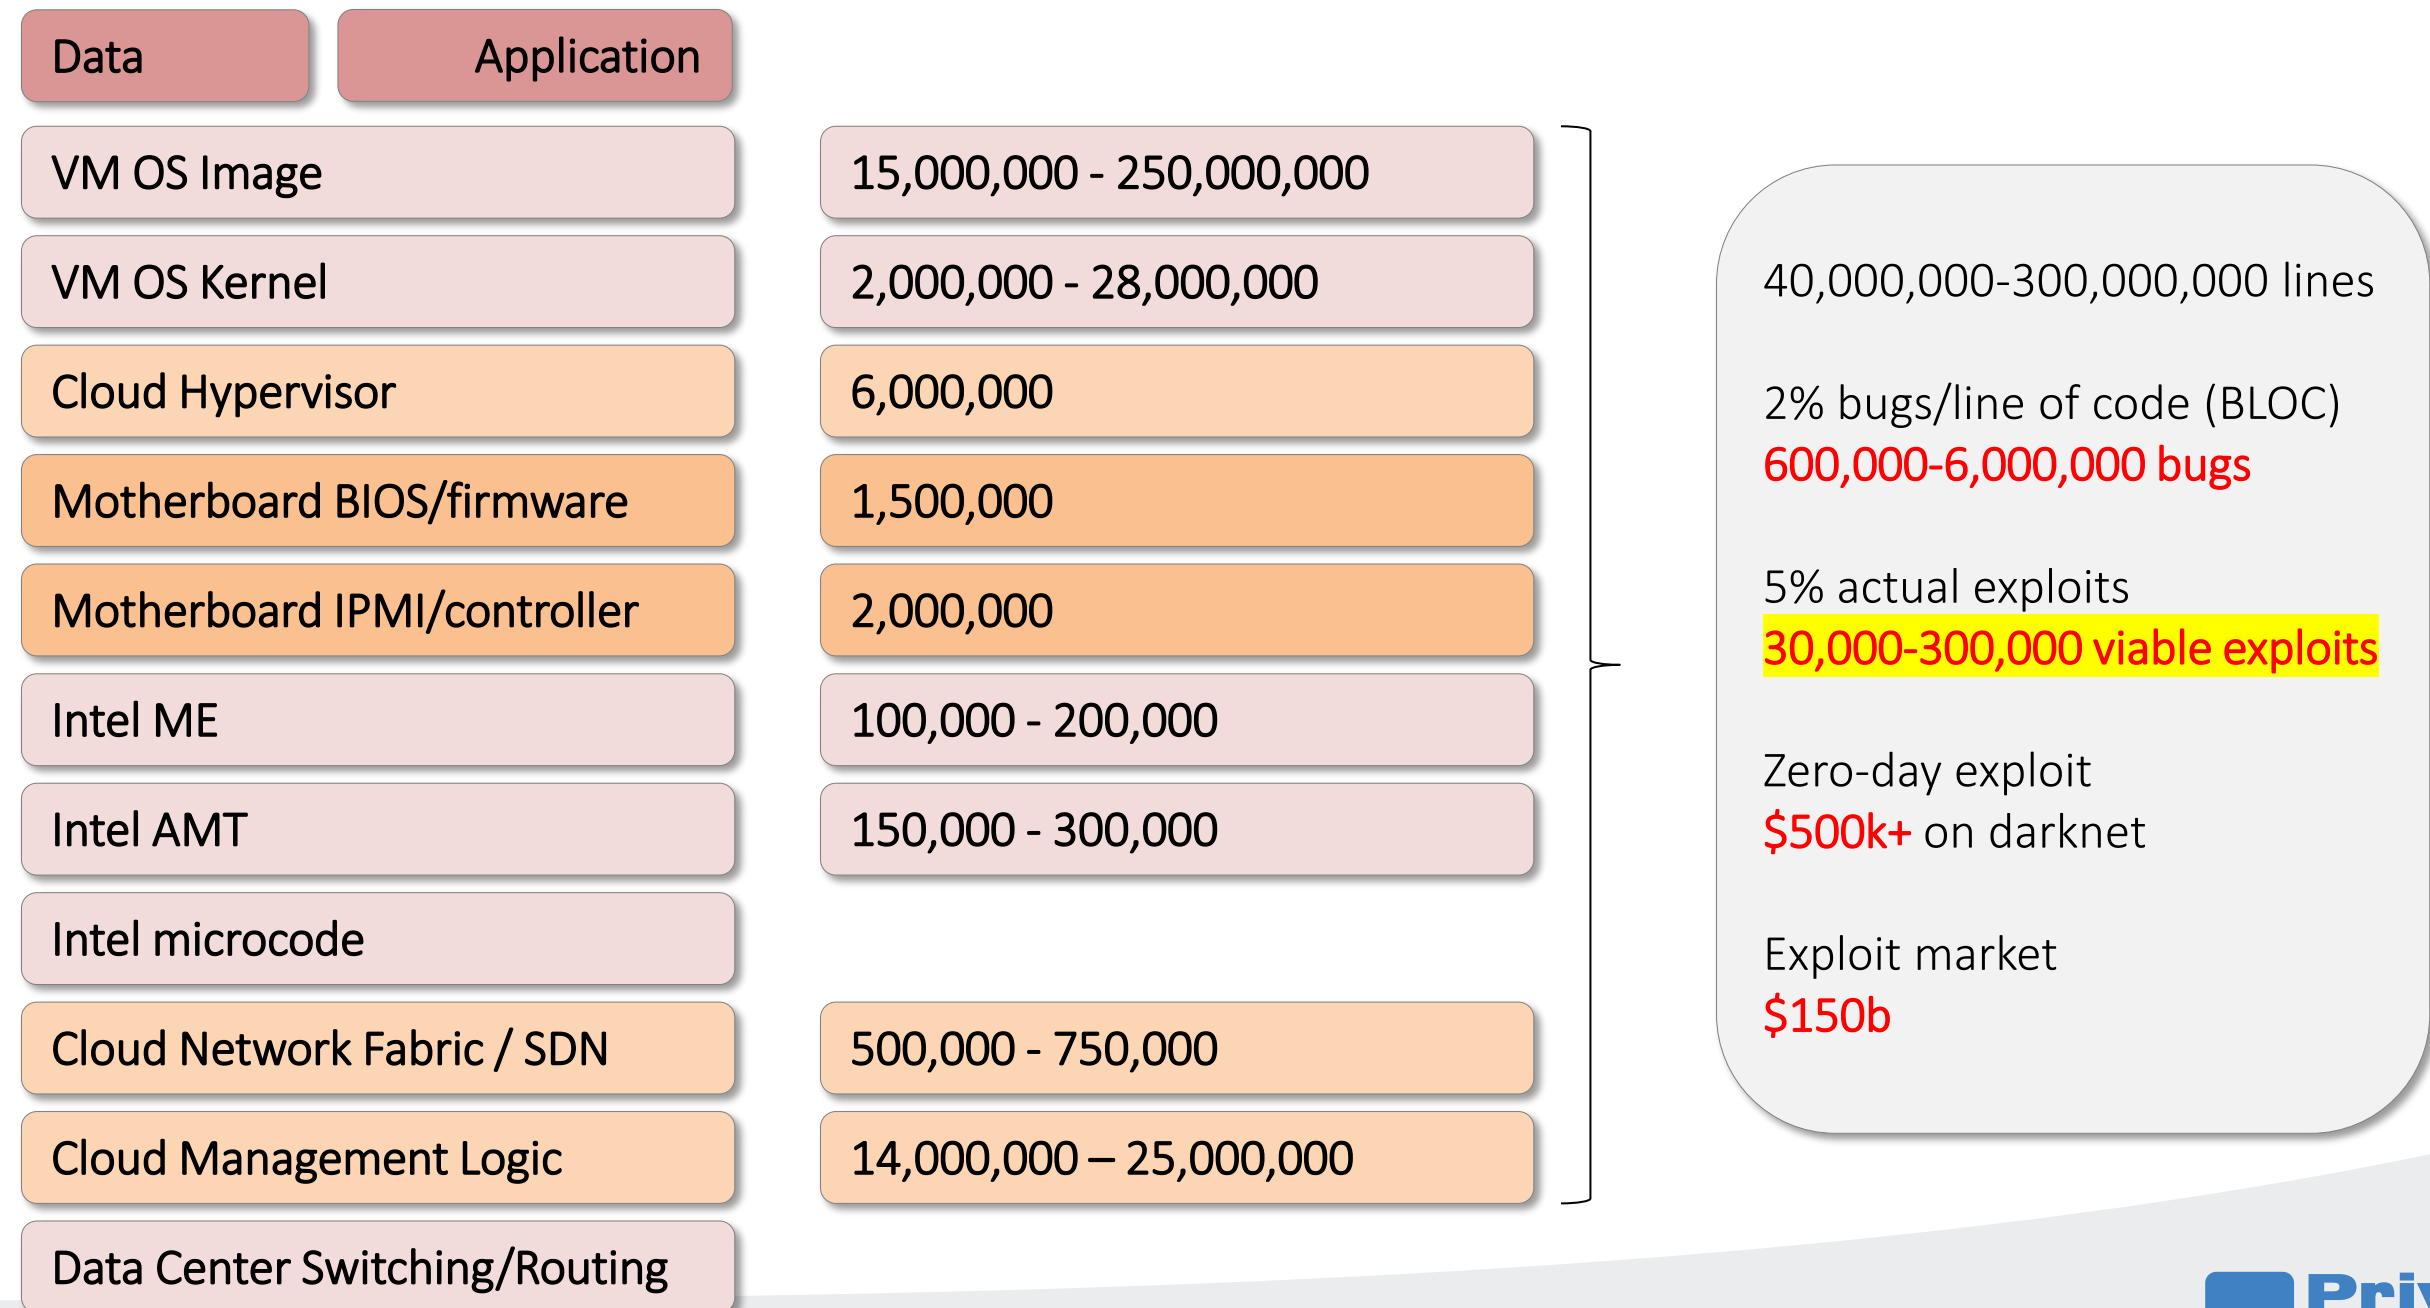 Data
Application
VM OS Image
15,000,000 - 250,000,000
VM OS Kernel
2,000,000 - 28,000,000
Cloud Hypervisor
6,000,000
Motherboard BIOS/firmware
1,500,000
Motherboard IPMI/controller
2,000,000
Intel ME
100,000 - 200,000
Intel AMT
150,000 - 300,000
Intel microcode
Cloud Network Fabric / SDN
500,000 - 750,000
Cloud Management Logic
14,000,000 – 25,000,000
Data Center Switching/Routing
40,000,000-300,000,000 lines
2% bugs/line of code (BLOC)
600,000-6,000,000 bugs
5% actual exploits
30,000-300,000 viable exploits
Zero-day exploit
$500k+ on darknet
Exploit market
$150b